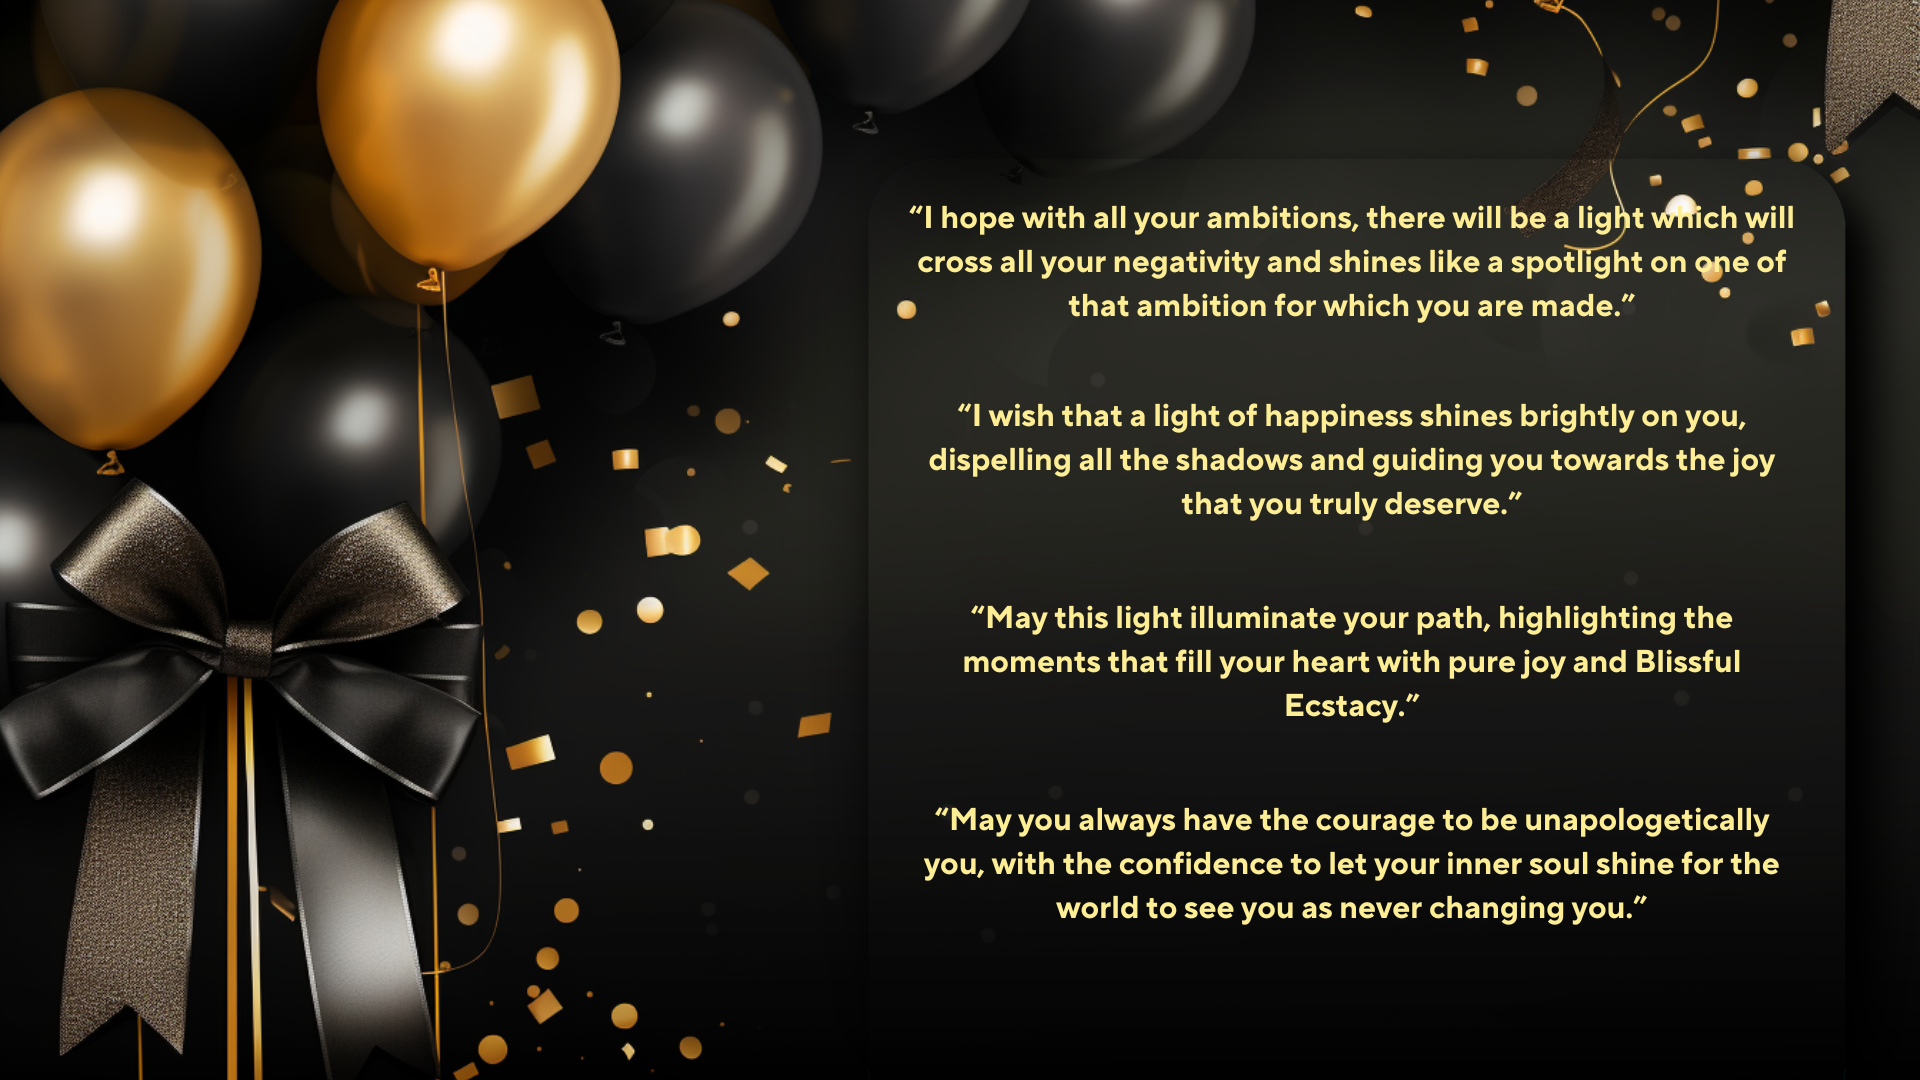 “I hope with all your ambitions, there will be a light which will
cross all your negativity and shines like a spotlight on one of
that ambition for which you are made.”
“I wish that a light of happiness shines brightly on you,
dispelling all the shadows and guiding you towards the joy
that you truly deserve.”
“May this light illuminate your path, highlighting the
moments that fill your heart with pure joy and Blissful
Ecstacy.”
“May you always have the courage to be unapologetically
you, with the confidence to let your inner soul shine for the
world to see you as never changing you.”